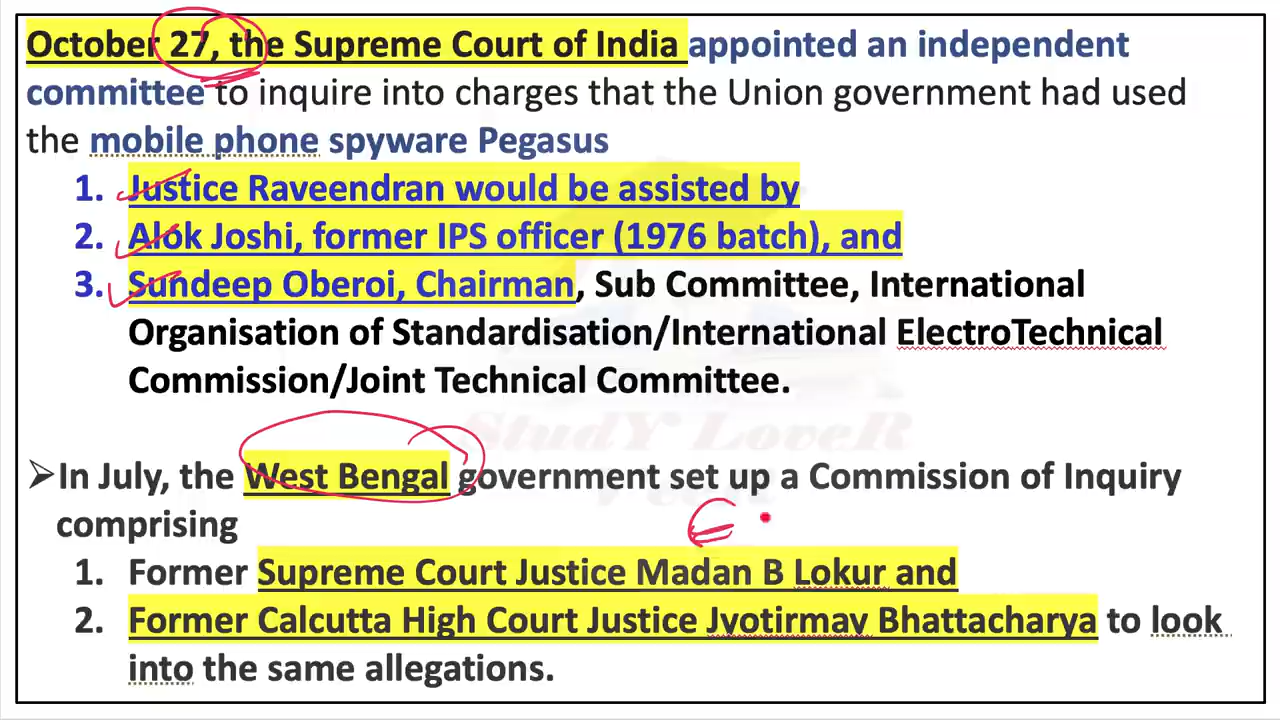 October 27, the Supreme Court of India appointed an independent
committee to inquire into charges that the Union government had used
the mobile phone spyware Pegasus
1. Justice Raveendran would be assisted by
2. Alok Joshi, former IPS officer (1976 batch), and
3. Sundeep Oberoi, Chairman, Sub Committee, International
Organisation of Standardisation/International ElectroTechnical
Commission/Joint Technical Committee.
StudY LoveR
➢In July, the West Bengal government set up a Commission of Inquiry
comprising
1. Former Supreme Court Justice Madan B Lokur and
2. Former Calcutta High Court Justice Jyotirmay Bhattacharya to look
into the same allegations.